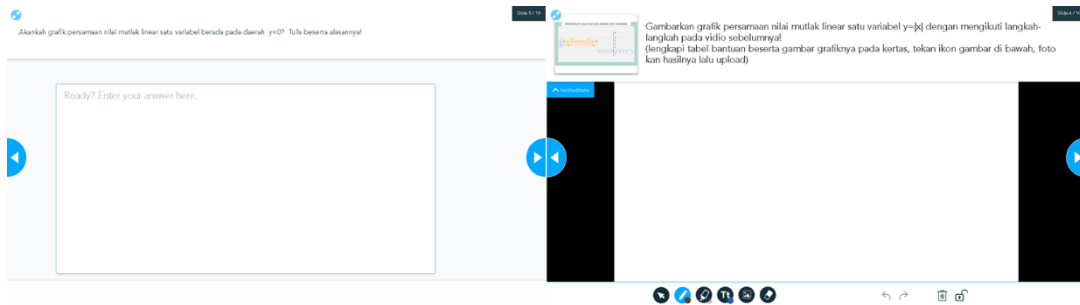 Slide 5 / 10
Akankah grafik persamaan nilai mutlak linear satu variabel berada pada daerah y<0? Tulis beserta alasannya!
Ready? Enter your answer here.
Gambarkan grafik persamaan nilai mutlak linear satu variabel y=|x| dengan mengikuti langkah-
langkah pada vidio sebelumnya!
(lengkapi tabel bantuan beserta gambar grafiknya pada kertas, tekan ikon gambar di bawah, foto
kan hasilnya lalu upload)
Instructions
Tt